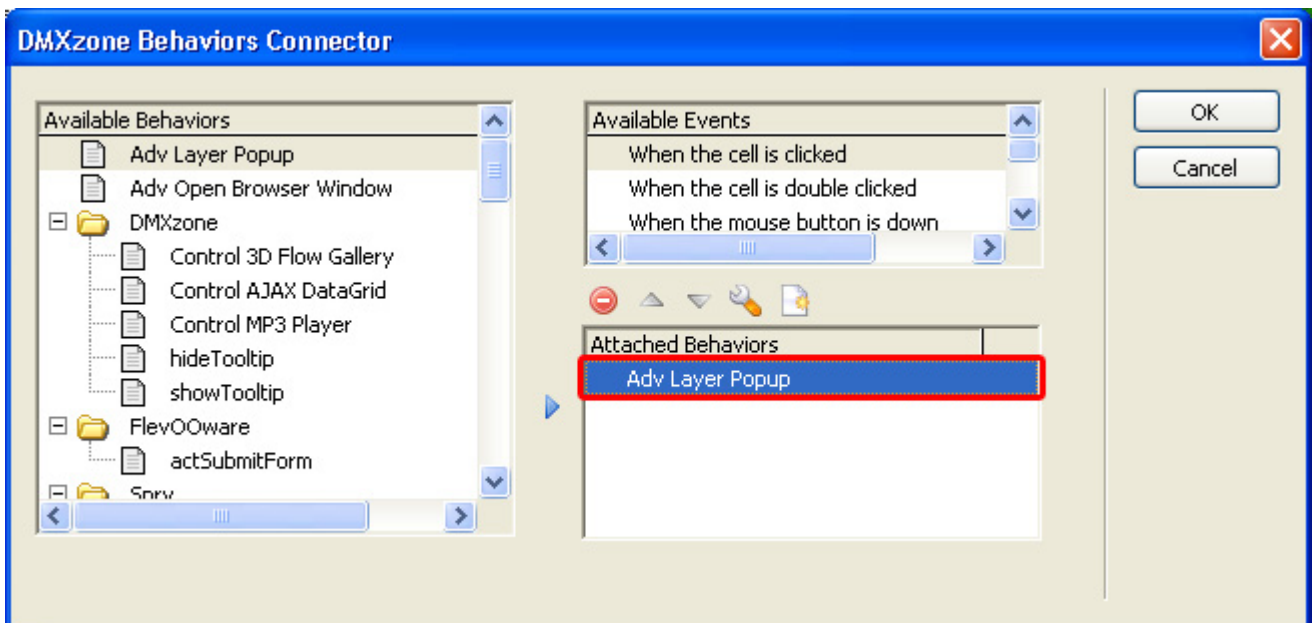 DMXzone Behaviors Connector
Available Behaviors
Adv Layer Popup
Adv Open Browser Window
DMXzone
Control 3D Flow Gallery
Control AJAX DataGrid
Control MP3 Player
hideTooltip
showTooltip
FlevOOware
actSubmitForm
Spry
Available Events
When the cell is clicked
When the cell is double clicked
When the mouse button is down
Attached Behaviors
Adv Layer Popup
OK
Cancel